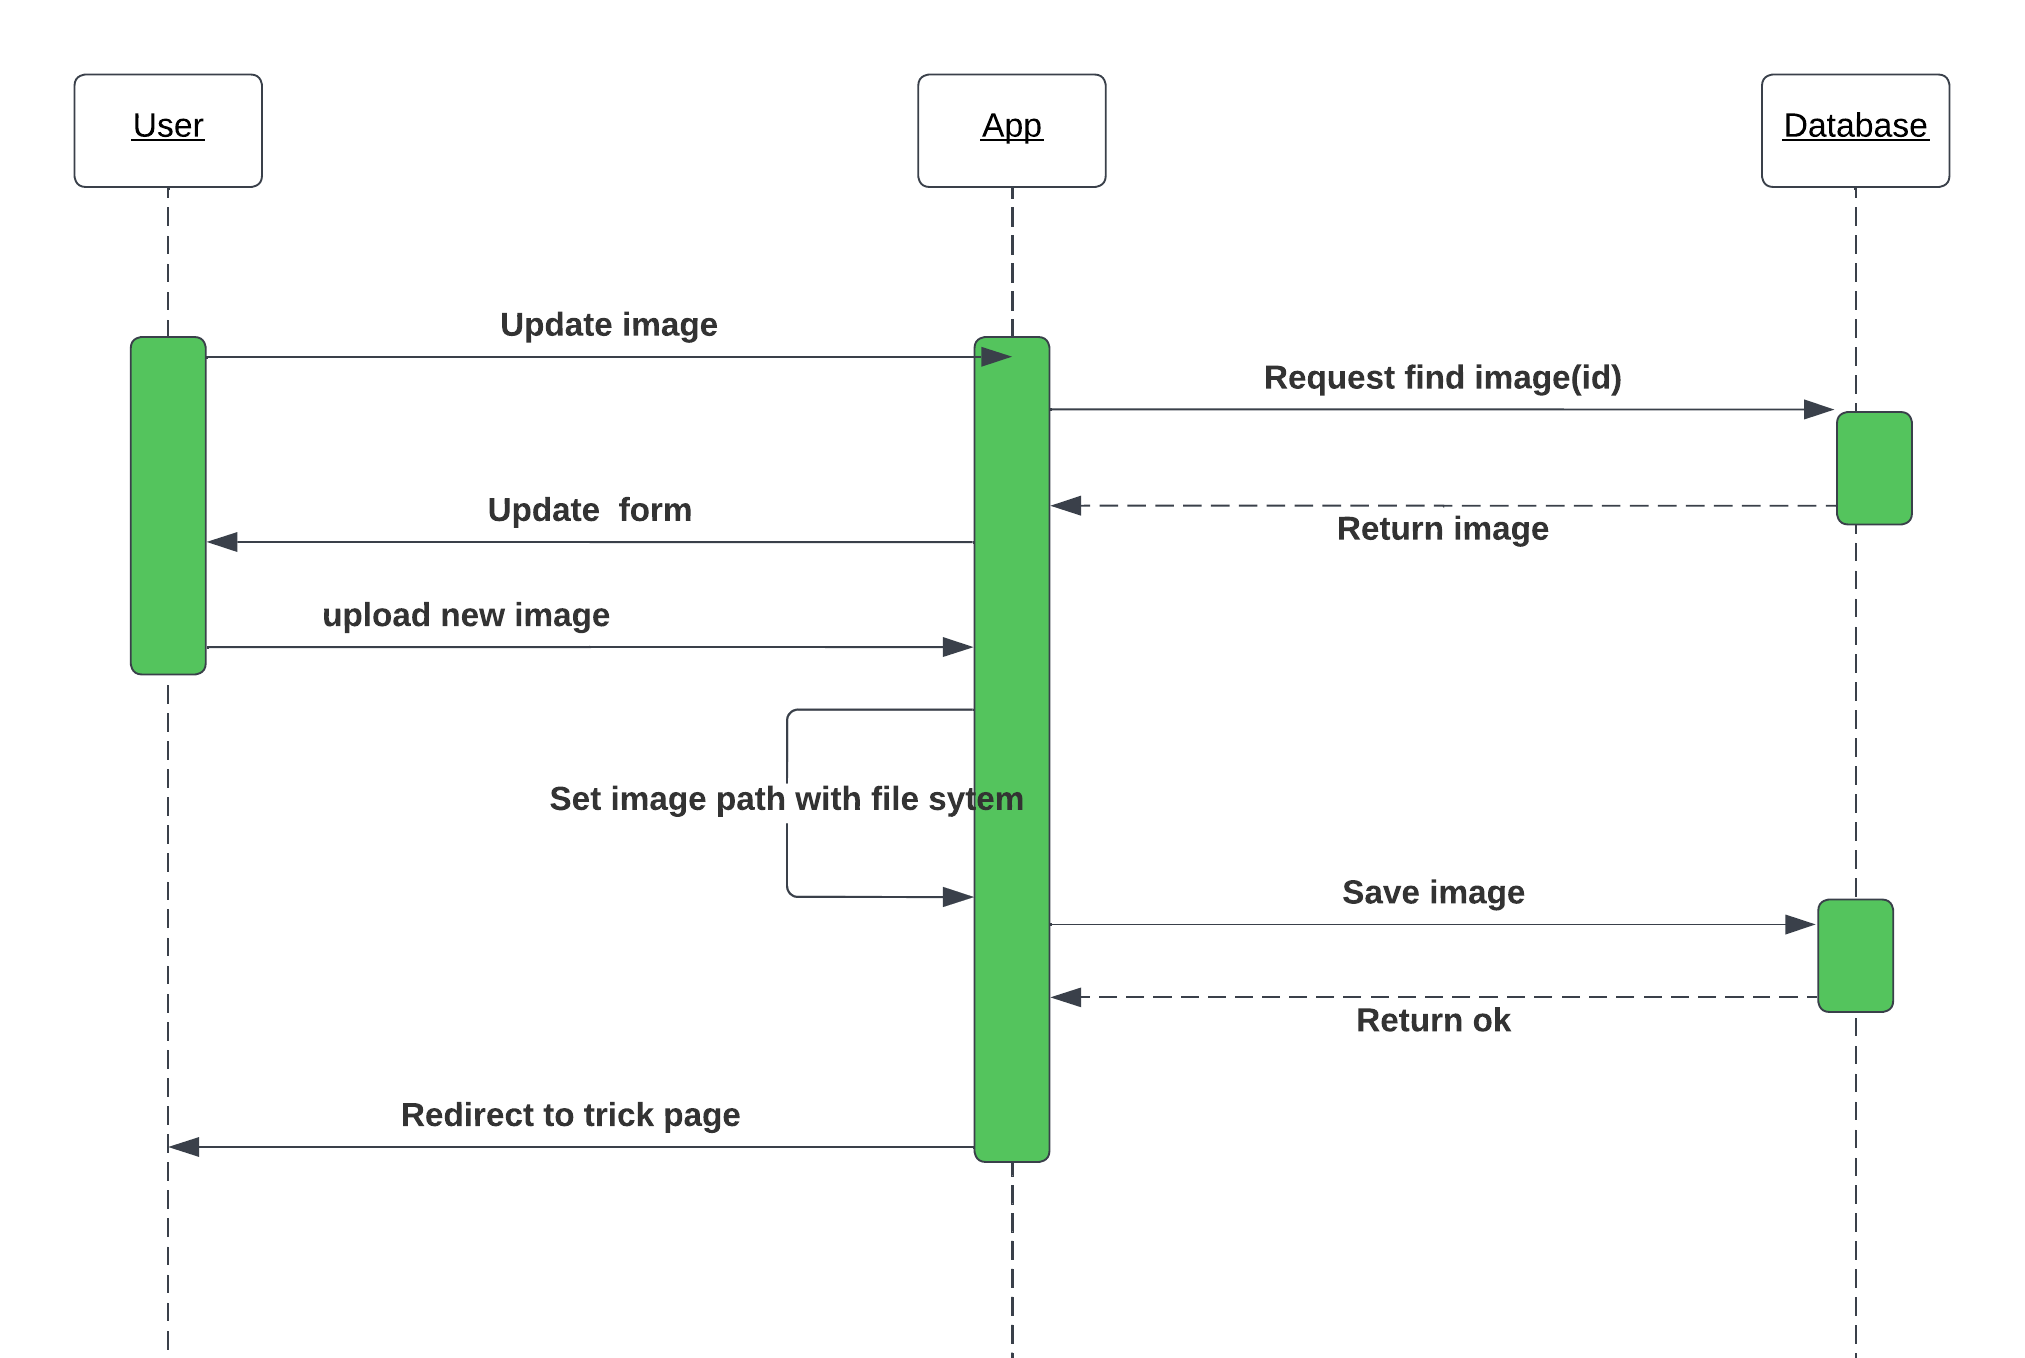 User
App
Database
Update image
Request find image(id)
Update  form
Return image
upload new image
Set image path with file sytem
Save image
Return ok
Redirect to trick page